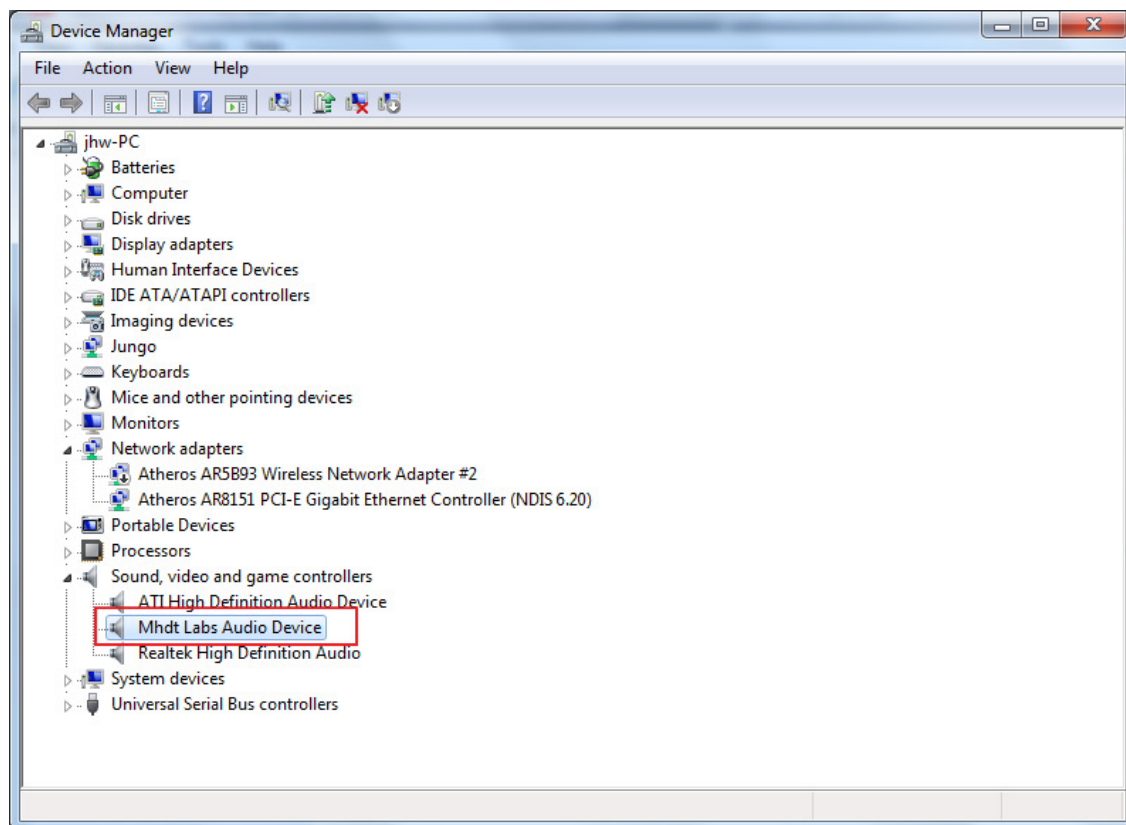 Device Manager
File Action View Help
jhw-PC
Batteries
Computer
Disk drives
Display adapters
Human Interface Devices
IDE ATA/ATAPI controllers
Imaging devices
Jungo
Keyboards
Mice and other pointing devices
Monitors
Network adapters
Atheros AR5B93 Wireless Network Adapter #2
Atheros AR8151 PCI-E Gigabit Ethernet Controller (NDIS 6.20)
Portable Devices
Processors
Sound, video and game controllers
ATI High Definition Audio Device
Mhdt Labs Audio Device
Realtek High Definition Audio
System devices
Universal Serial Bus controllers